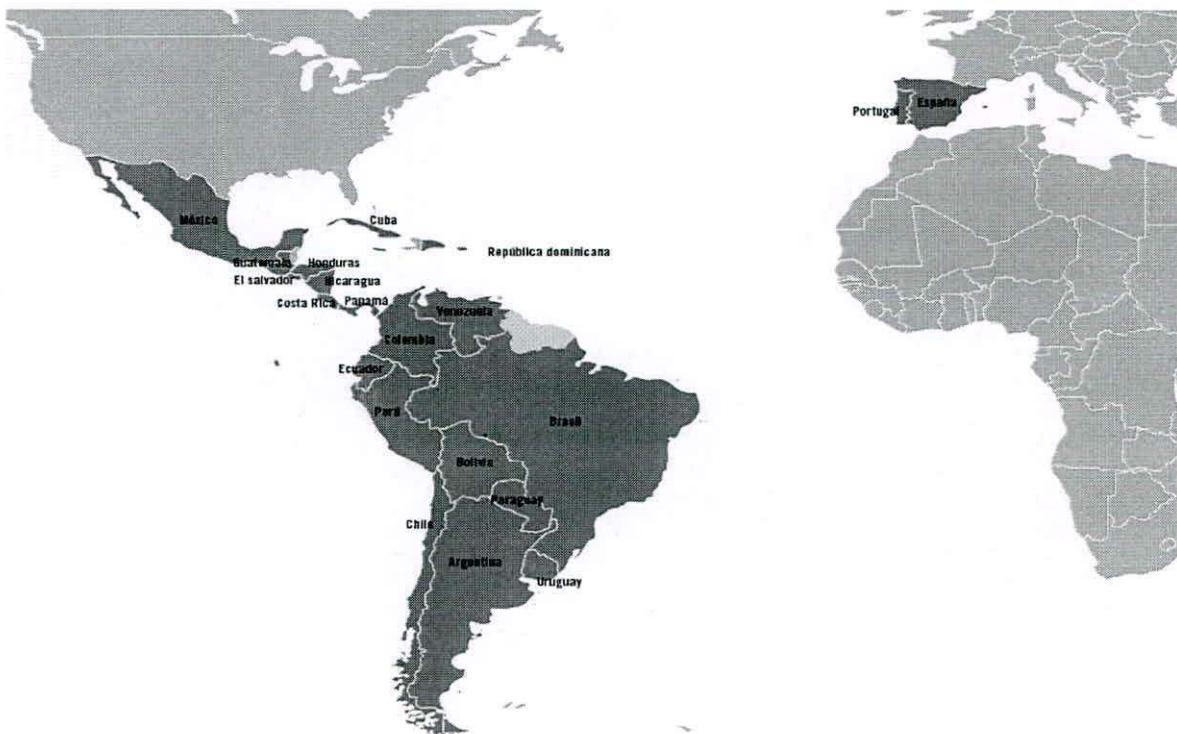 España
Portugal
México
Cuba
República dominicana
Guatemala
Honduras
El salvador
Nicaragua
Costa Rica
Panamá
Venezuela
Colombia
Ecuador
Perú
Brasil
Bolivia
Paraguay
Chile
Argentina
Uruguay